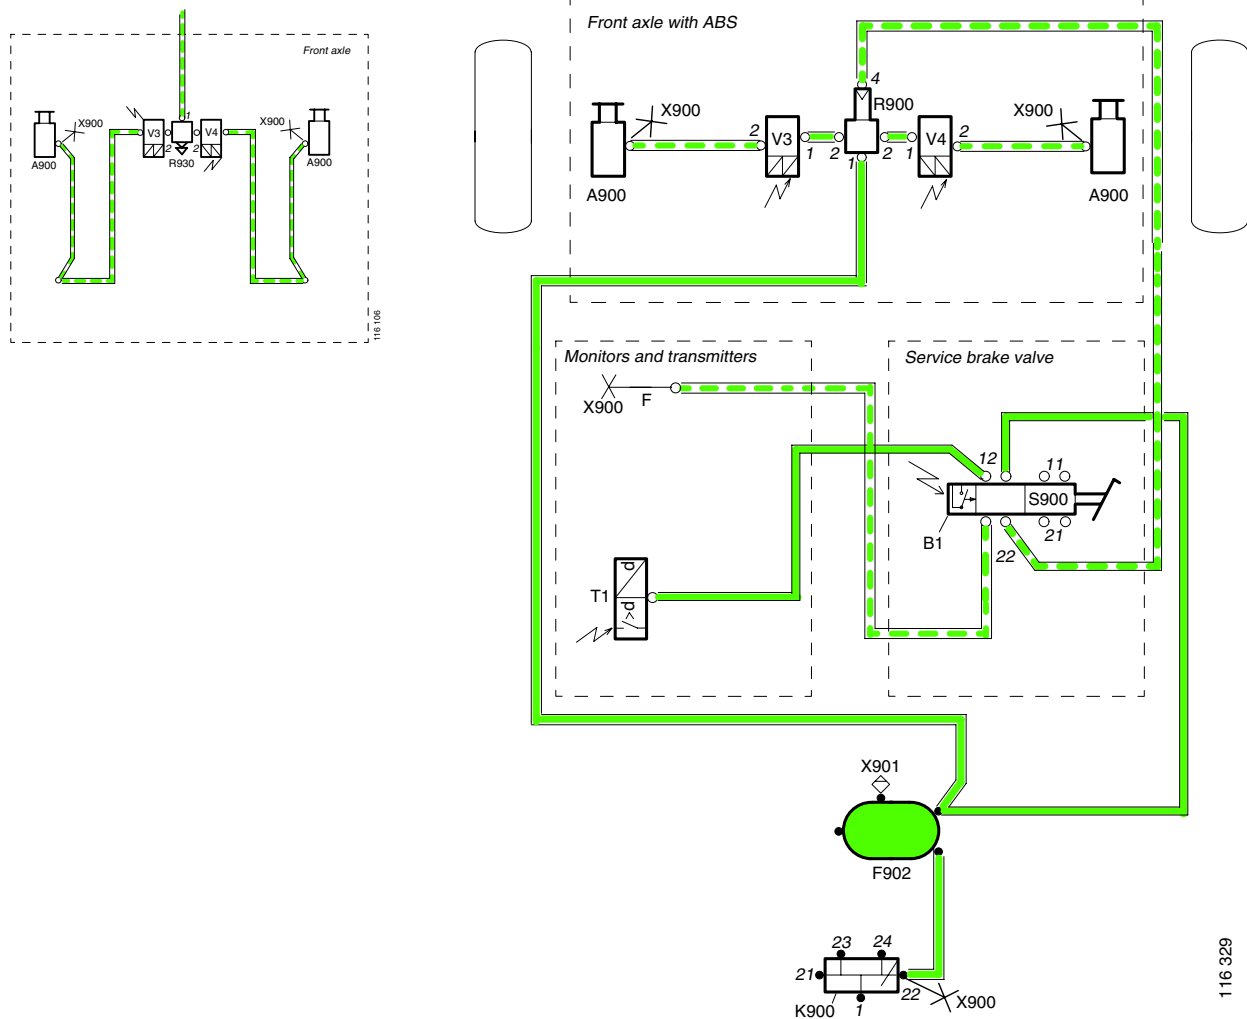 Front axle
X900
V3
1
V4
X900
2
2
R930
A900
A900
116 106
Front axle with ABS
4
X900
R900
X900
2
V3
V4
2
1
2
1
2
1
A900
A900
Monitors and transmitters
X900
F
T1
d
>d
Service brake valve
12
11
S900
B1
22
21
X901
F902
23
24
21
22
K900
1
X900
116 329